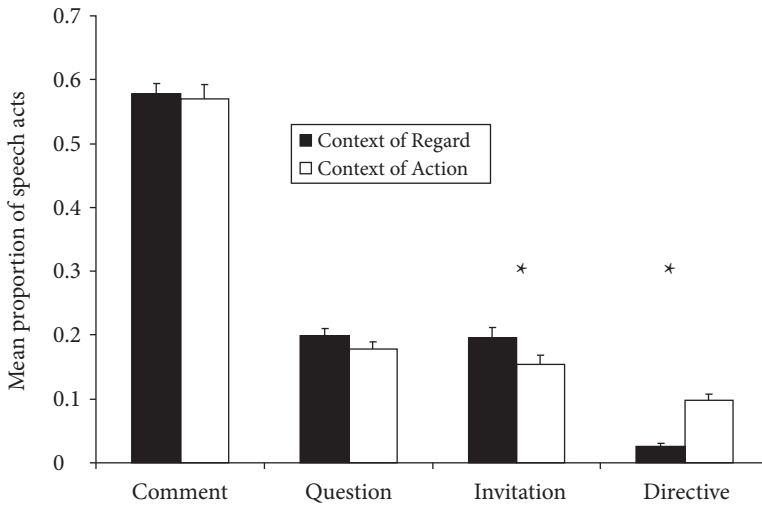 0.7
0.6
0.5
0.4
0.3
0.2
0.1
0
Mean proportion of speech acts
Context of Regard
Context of Action
*
*
Comment
Question
Invitation
Directive